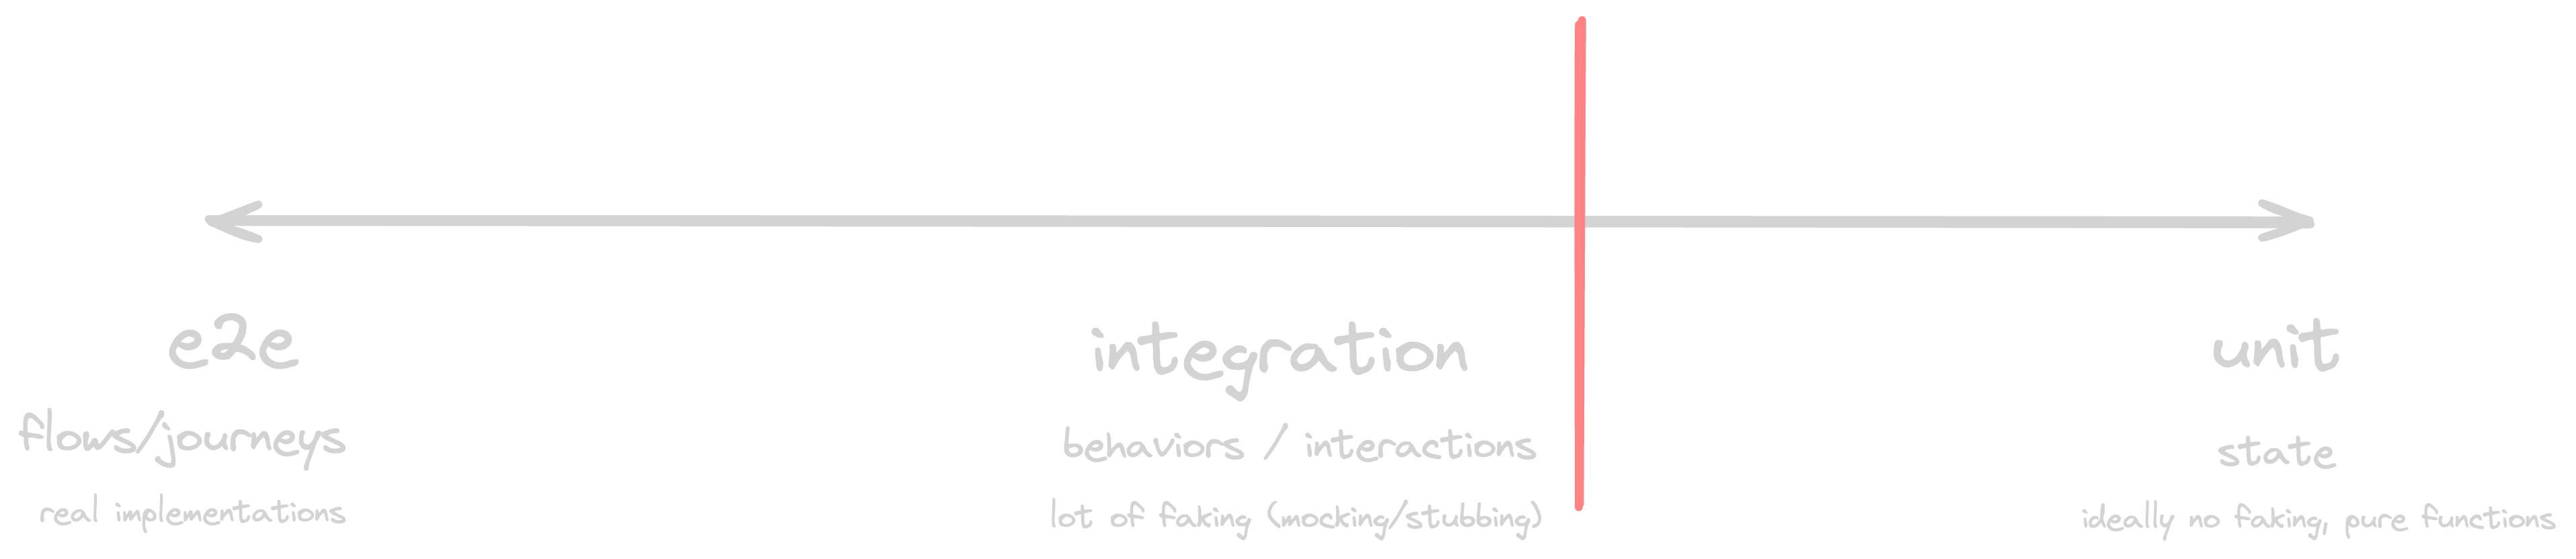 e2e
flows/journeys
real implementations
integration
behaviors / interactions
lot of faking (mocking/stubbing)
unit
state
ideally no faking, pure functions